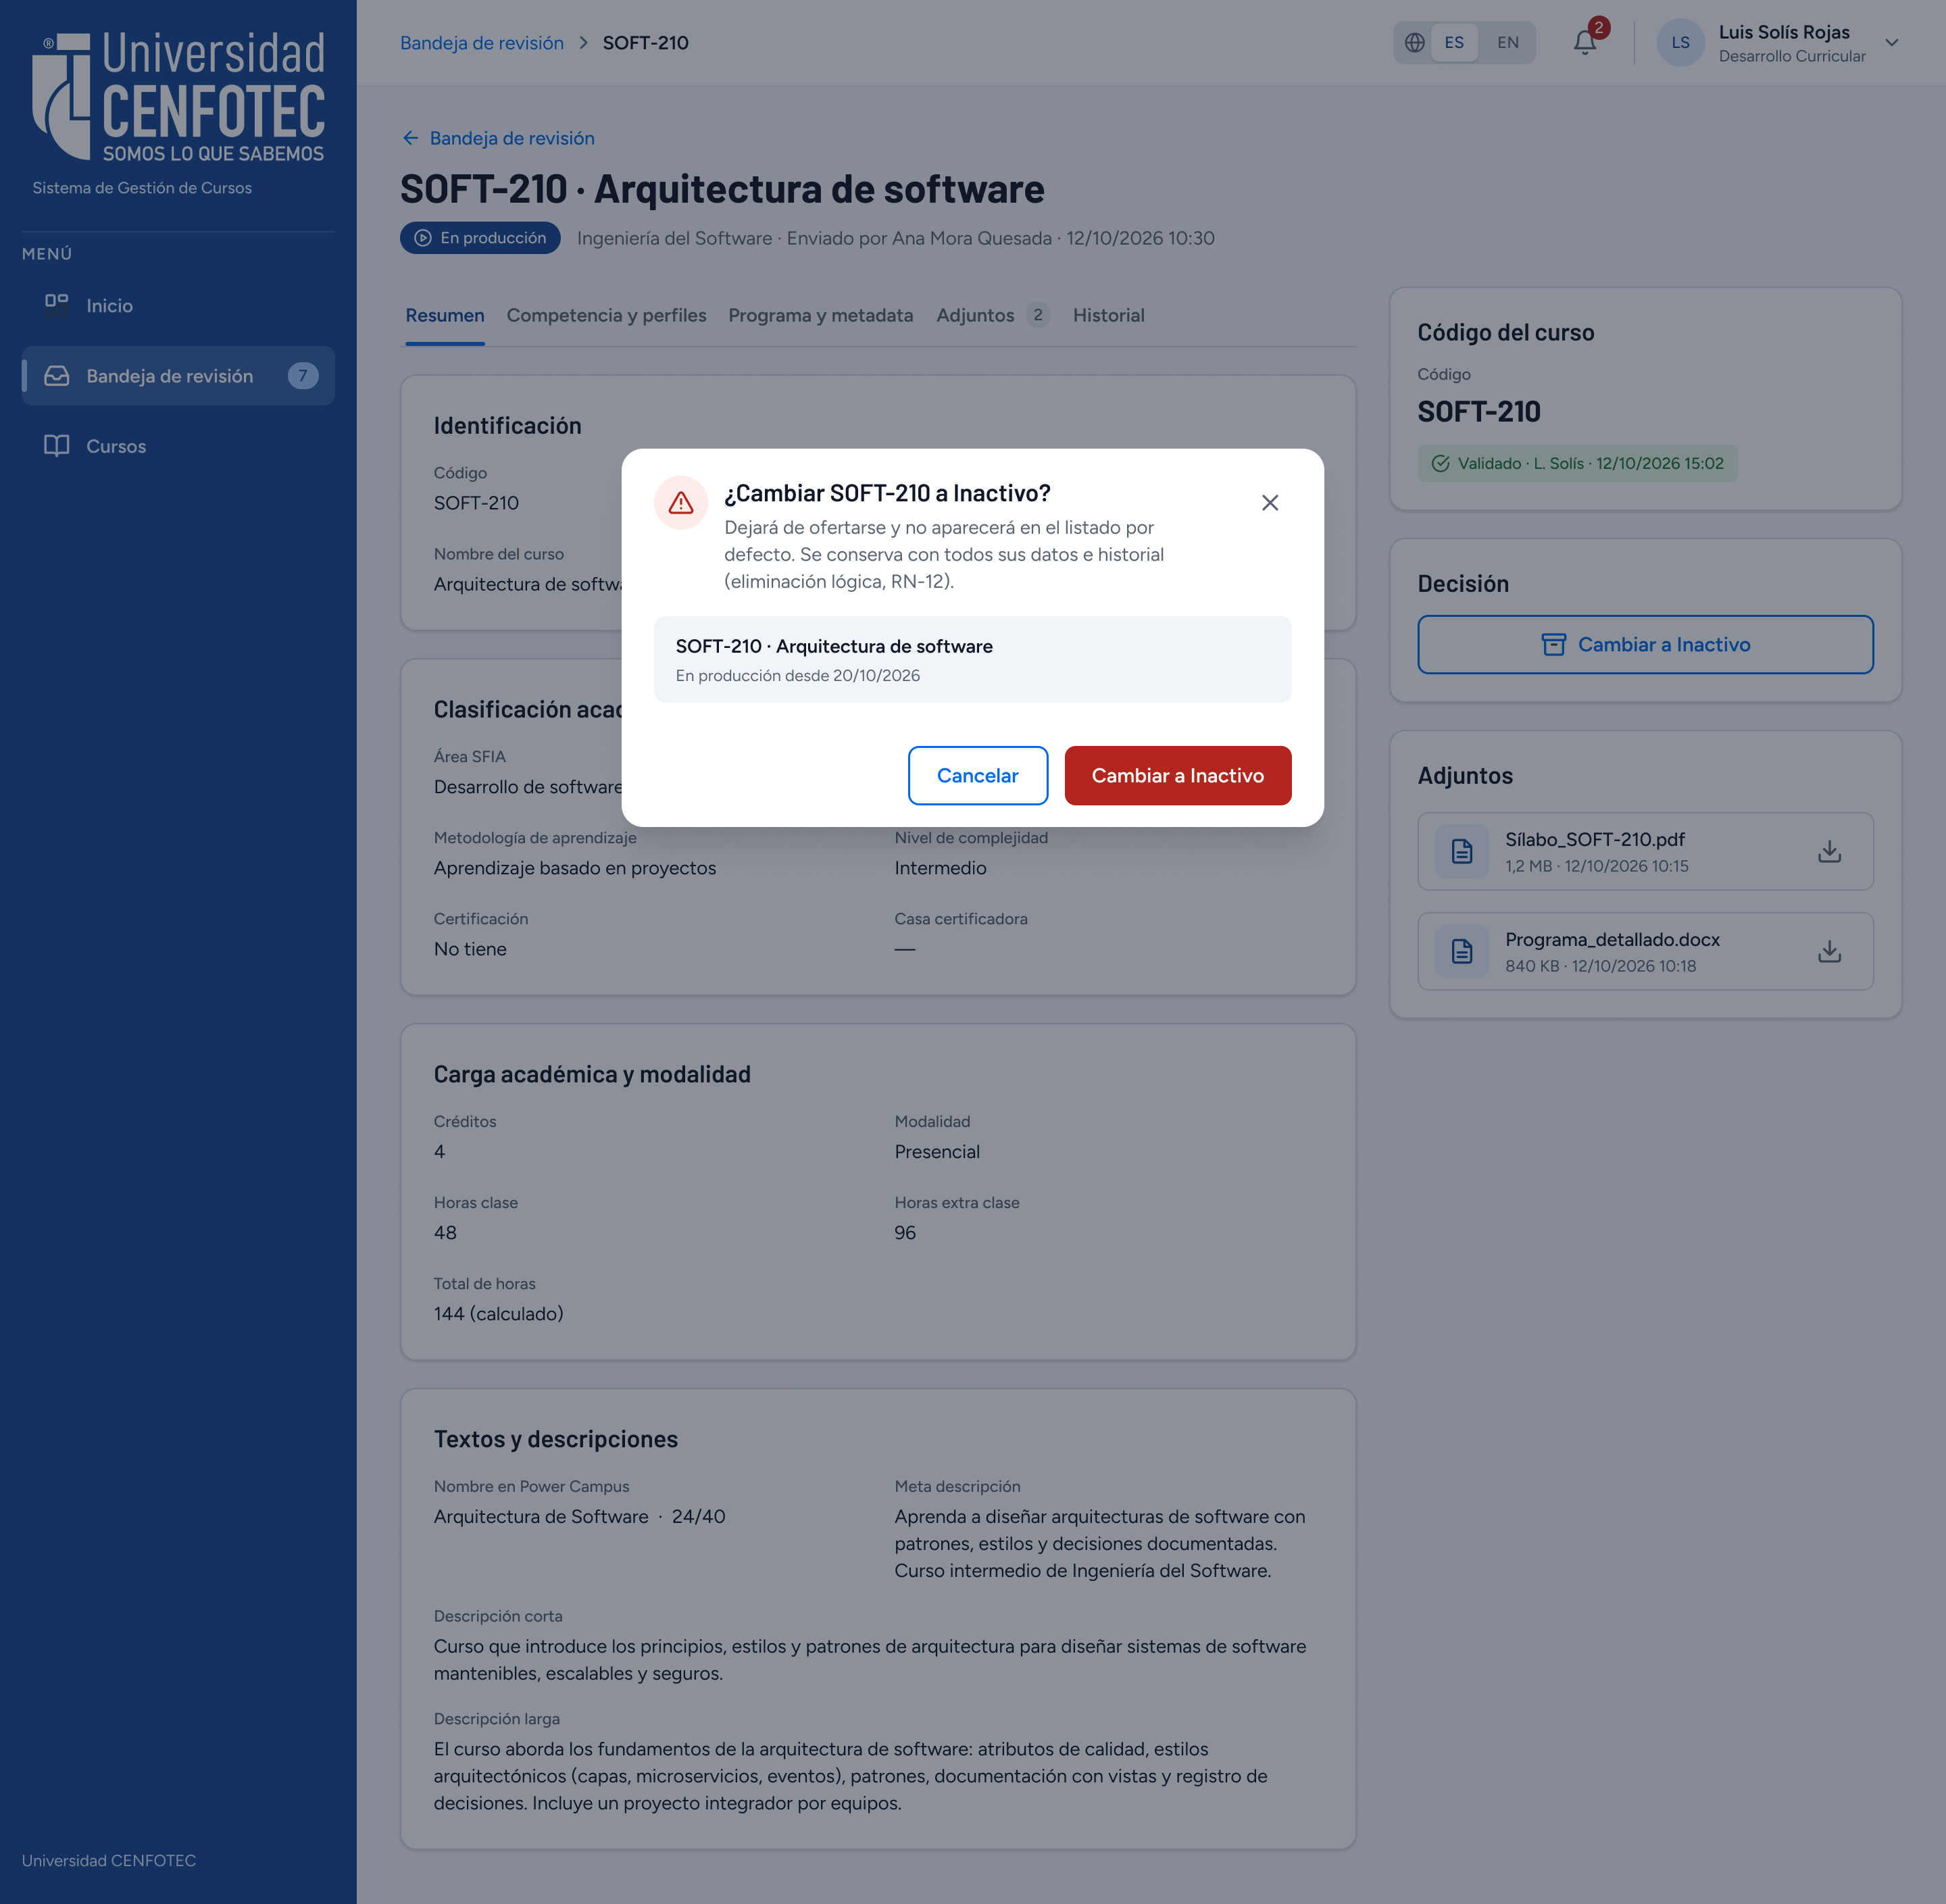 ®
Universidad
CENFOTEC
SOMOS LO QUE SABEMOS
Sistema de Gestión de Cursos
MENÚ
Inicio
Bandeja de revisión 7
Cursos
Universidad CENFOTEC
Bandeja de revisión > SOFT-210
ES EN
2
LS
Luis Solís Rojas
Desarrollo Curricular
← Bandeja de revisión
SOFT-210 · Arquitectura de software
En producción
Ingeniería del Software · Enviado por Ana Mora Quesada · 12/10/2026 10:30
Resumen Competencia y perfiles Programa y metadata Adjuntos 2 Historial
Identificación
Código
SOFT-210
Nombre del curso
Arquitectura de softwa
¿Cambiar SOFT-210 a Inactivo?
Dejará de ofertarse y no aparecerá en el listado por
defecto. Se conserva con todos sus datos e historial
(eliminación lógica, RN-12).
SOFT-210 · Arquitectura de software
En producción desde 20/10/2026
Cancelar
Cambiar a Inactivo
Clasificación aca
Área SFIA
Desarrollo de software
Metodología de aprendizaje
Aprendizaje basado en proyectos
Nivel de complejidad
Intermedio
Certificación
No tiene
Casa certificadora
—
Carga académica y modalidad
Créditos
4
Modalidad
Presencial
Horas clase
48
Horas extra clase
96
Total de horas
144 (calculado)
Textos y descripciones
Nombre en Power Campus
Arquitectura de Software · 24/40
Meta descripción
Aprenda a diseñar arquitecturas de software con
patrones, estilos y decisiones documentadas.
Curso intermedio de Ingeniería del Software.
Descripción corta
Curso que introduce los principios, estilos y patrones de arquitectura para diseñar sistemas de software
mantenibles, escalables y seguros.
Descripción larga
El curso aborda los fundamentos de la arquitectura de software: atributos de calidad, estilos
arquitectónicos (capas, microservicios, eventos), patrones, documentación con vistas y registro de
decisiones. Incluye un proyecto integrador por equipos.
Código del curso
Código
SOFT-210
Validado · L. Solís · 12/10/2026 15:02
Decisión
Cambiar a Inactivo
Adjuntos
Sílabo_SOFT-210.pdf
1,2 MB · 12/10/2026 10:15
Programa_detallado.docx
840 KB · 12/10/2026 10:18